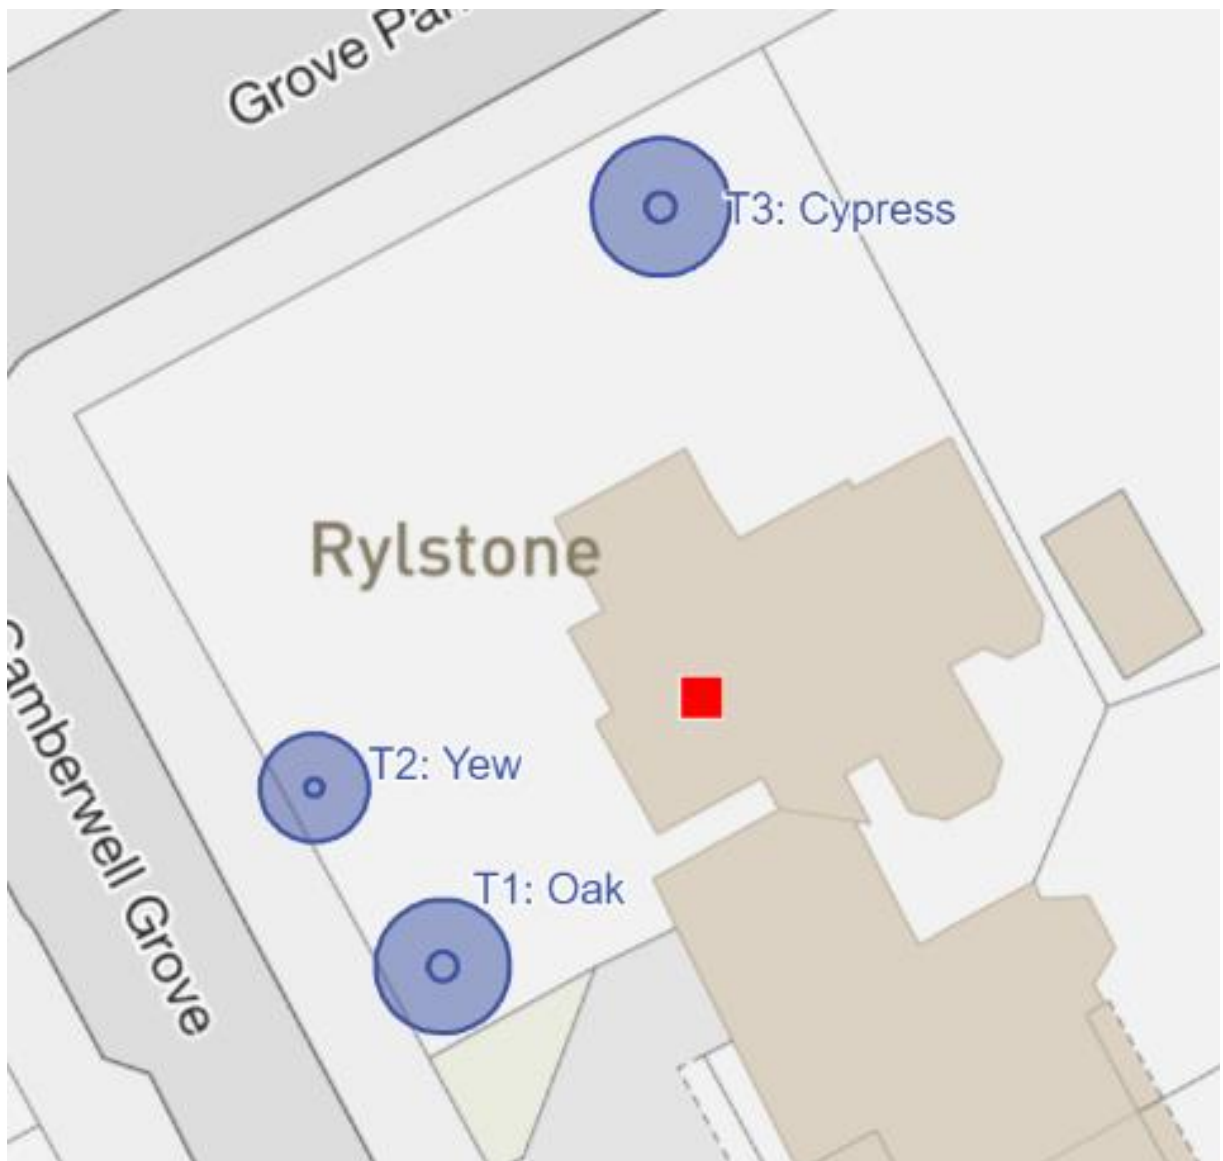 Grove
T3: Cypress
Rylstone
Camberwell Grove
T2: Yew
T1: Oak